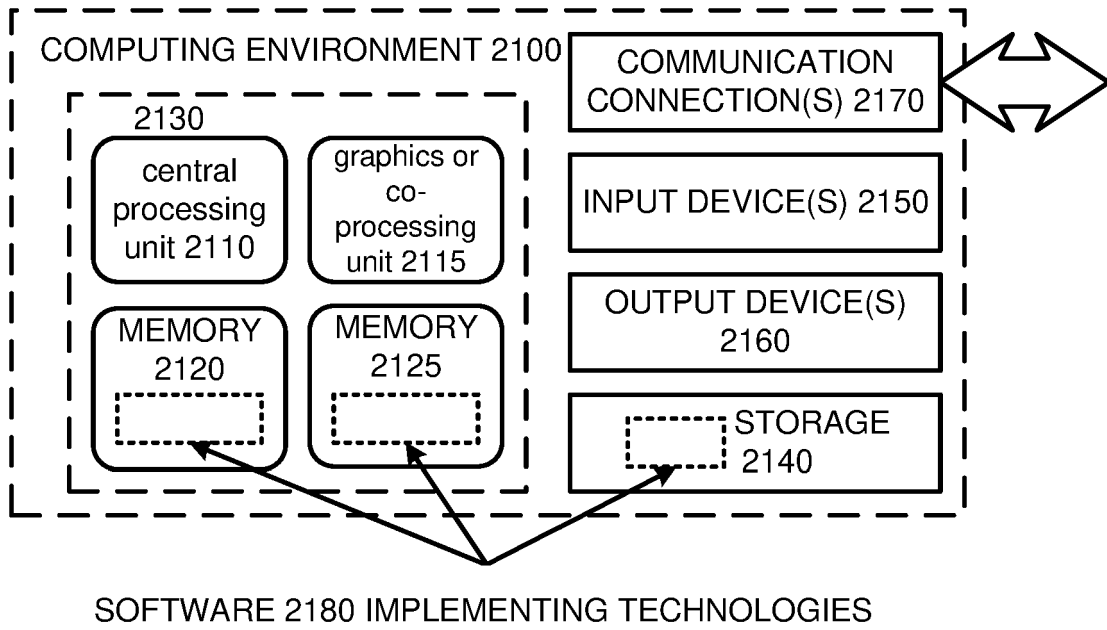 COMPUTING ENVIRONMENT 2100
2130
central
processing
unit 2110
graphics or
co-
processing
unit 2115
MEMORY
2120
MEMORY
2125
COMMUNICATION
CONNECTION(S) 2170
INPUT DEVICE(S) 2150
OUTPUT DEVICE(S)
2160
STORAGE
2140
SOFTWARE 2180 IMPLEMENTING TECHNOLOGIES